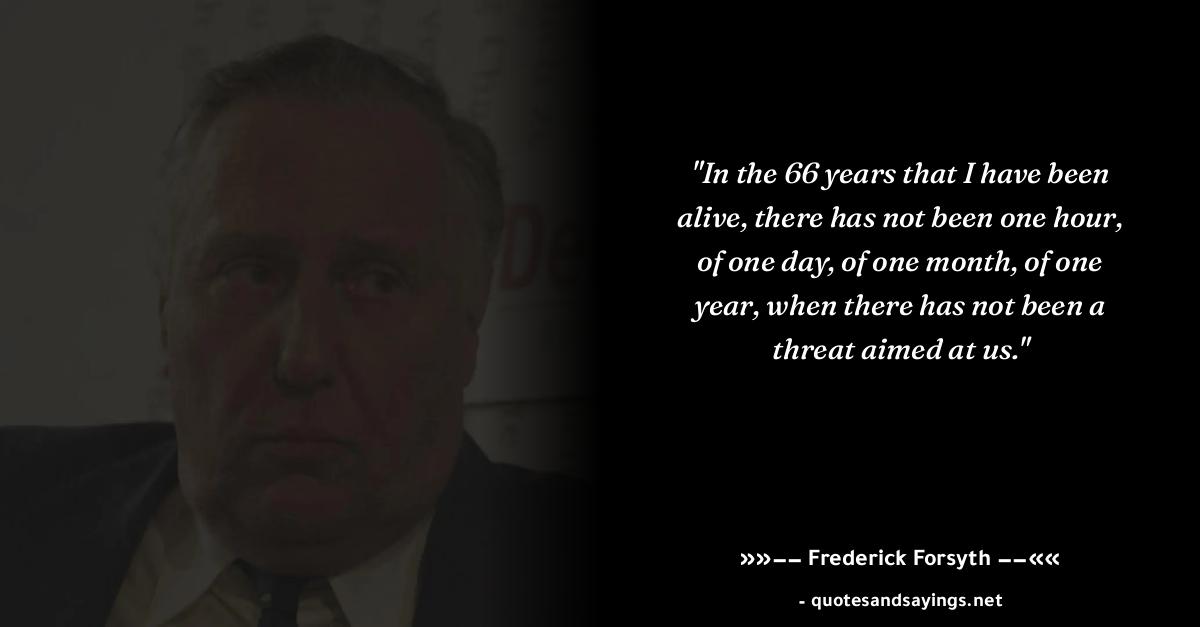 "In the 66 years that I have been
alive, there has not been one hour,
of one day, of one month, of one
year, when there has not been a
threat aimed at us."
»»−− Frederick Forsyth −−««
- quotesandsayings.net
De